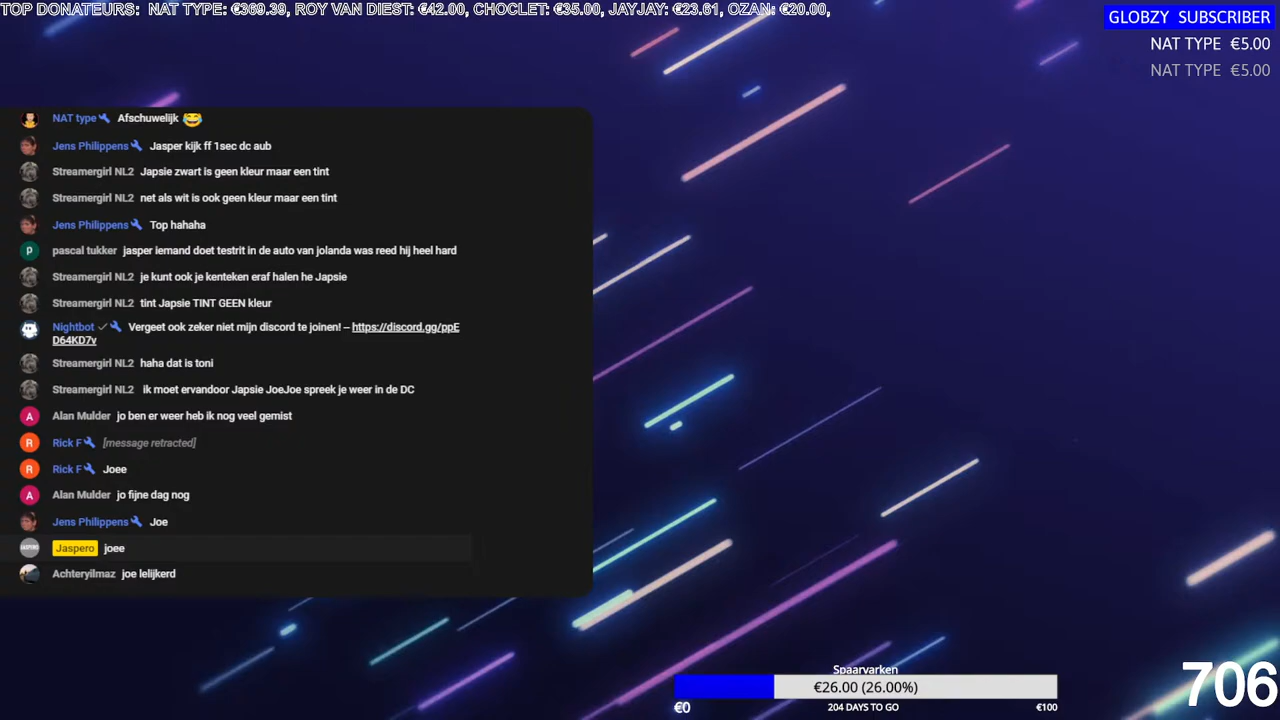 TOP DONATEURS: NAT TYPE: €369.39, ROY VAN DIEST: €42.00, CHOCLET: €35.00, JAYJAY: €23.61, OZAN: €20.00,
GLOBZY SUBSCRIBER
NAT TYPE €5.00
NAT TYPE €5.00
NAT type Afschuwelijk 😂
Jens Philippens Jasper kijk ff 1sec dc aub
Streamergirl NL2 Japsie zwart is geen kleur maar een tint
Streamergirl NL2 net als wit is ook geen kleur maar een tint
Jens Philippens Top hahaha
P pascal tukker jasper iemand doet testrit in de auto van jolanda was reed hij heel hard
Streamergirl NL2 je kunt ook je kenteken eraf halen he Japsie
Streamergirl NL2 tint Japsie TINT GEEN kleur
Nightbot ✓ Vergeet ook zeker niet mijn discord te joinen! – https://discord.gg/ppE
D64KD7v
Streamergirl NL2 haha dat is toni
Streamergirl NL2 ik moet ervandoor Japsie JoeJoe spreek je weer in de DC
A Alan Mulder jo ben er weer heb ik nog veel gemist
R Rick F [message retracted]
R Rick F Joee
A Alan Mulder jo fijne dag nog
Jens Philippens Joe
JASPERO Jaspero joee
Achteryilmaz joe lelijkerd
Spaarvarken
€26.00 (26.00%)
€0 204 DAYS TO GO €100
706